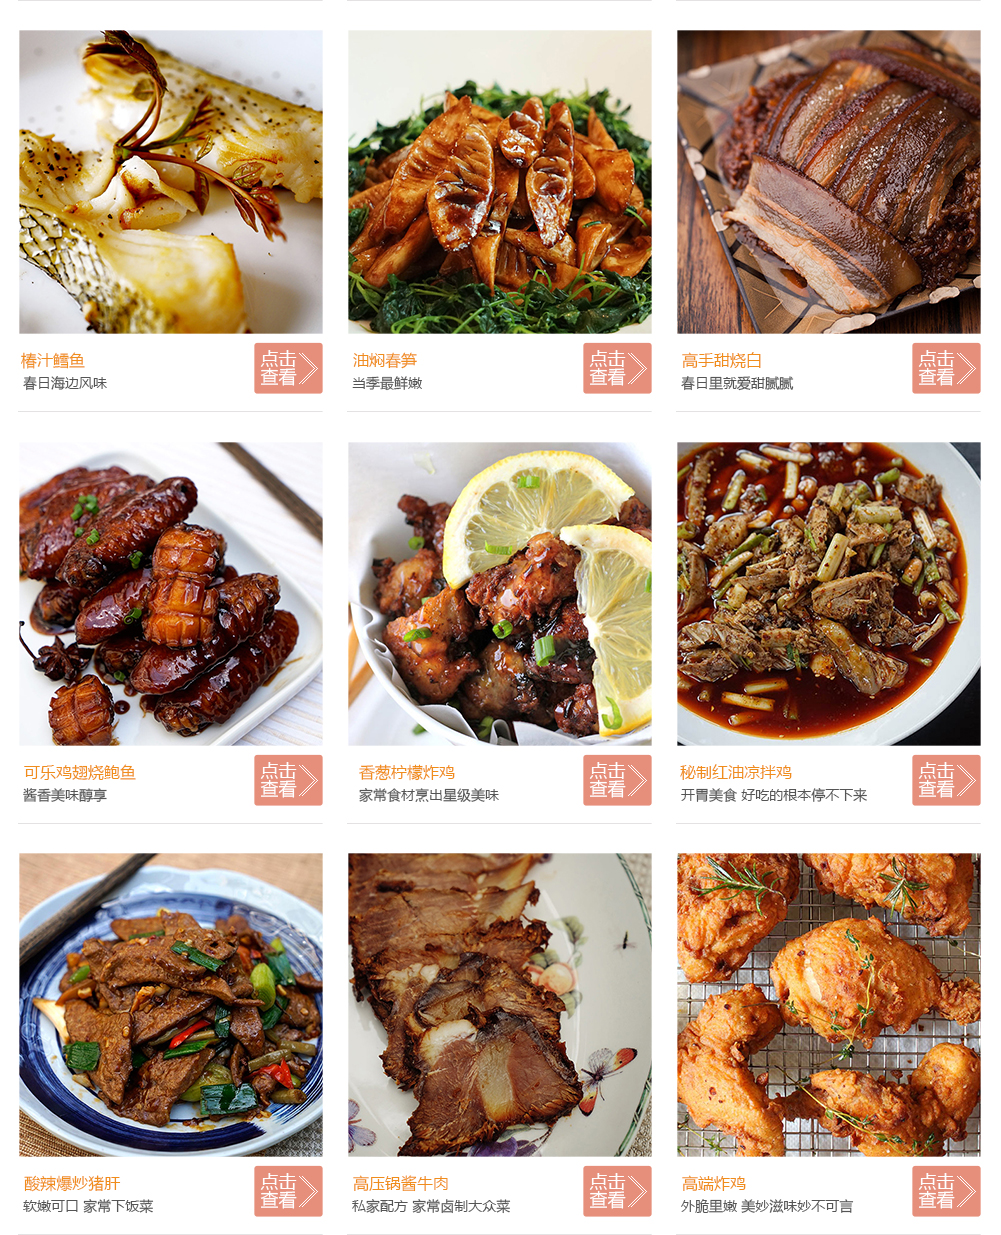 椿汁鳕鱼
春日海边风味
点击
查看
油焖春笋
当季最鲜嫩
点击
查看
高手甜烧白
春日里就爱甜腻腻
点击
查看
可乐鸡翅烧鲍鱼
酱香美味醇享
点击
查看
香葱柠檬炸鸡
家常食材烹出星级美味
点击
查看
秘制红油凉拌鸡
开胃美食 好吃的根本停不下来
点击
查看
酸辣爆炒猪肝
软嫩可口 家常下饭菜
点击
查看
高压锅酱牛肉
私家配方 家常卤制大众菜
点击
查看
高端炸鸡
外脆里嫩 美妙滋味妙不可言
点击
查看